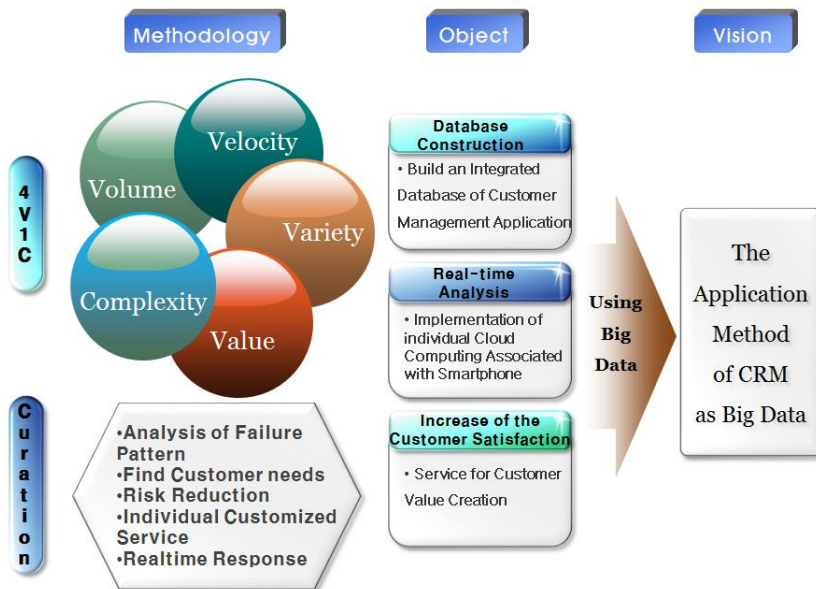 Methodology
Object
Vision
4V1C
Volume
Velocity
Variety
Complexity
Value
Curation
•Analysis of Failure
Pattern
•Find Customer needs
•Risk Reduction
•Individual Customized
Service
•Realtime Response
Database
Construction
• Build an Integrated
Database of Customer
Management Application
Real-time
Analysis
• Implementation of
individual Cloud
Computing Associated
with Smartphone
Increase of the
Customer Satisfaction
• Service for Customer
Value Creation
Using
Big
Data
The
Application
Method
of CRM
as Big Data